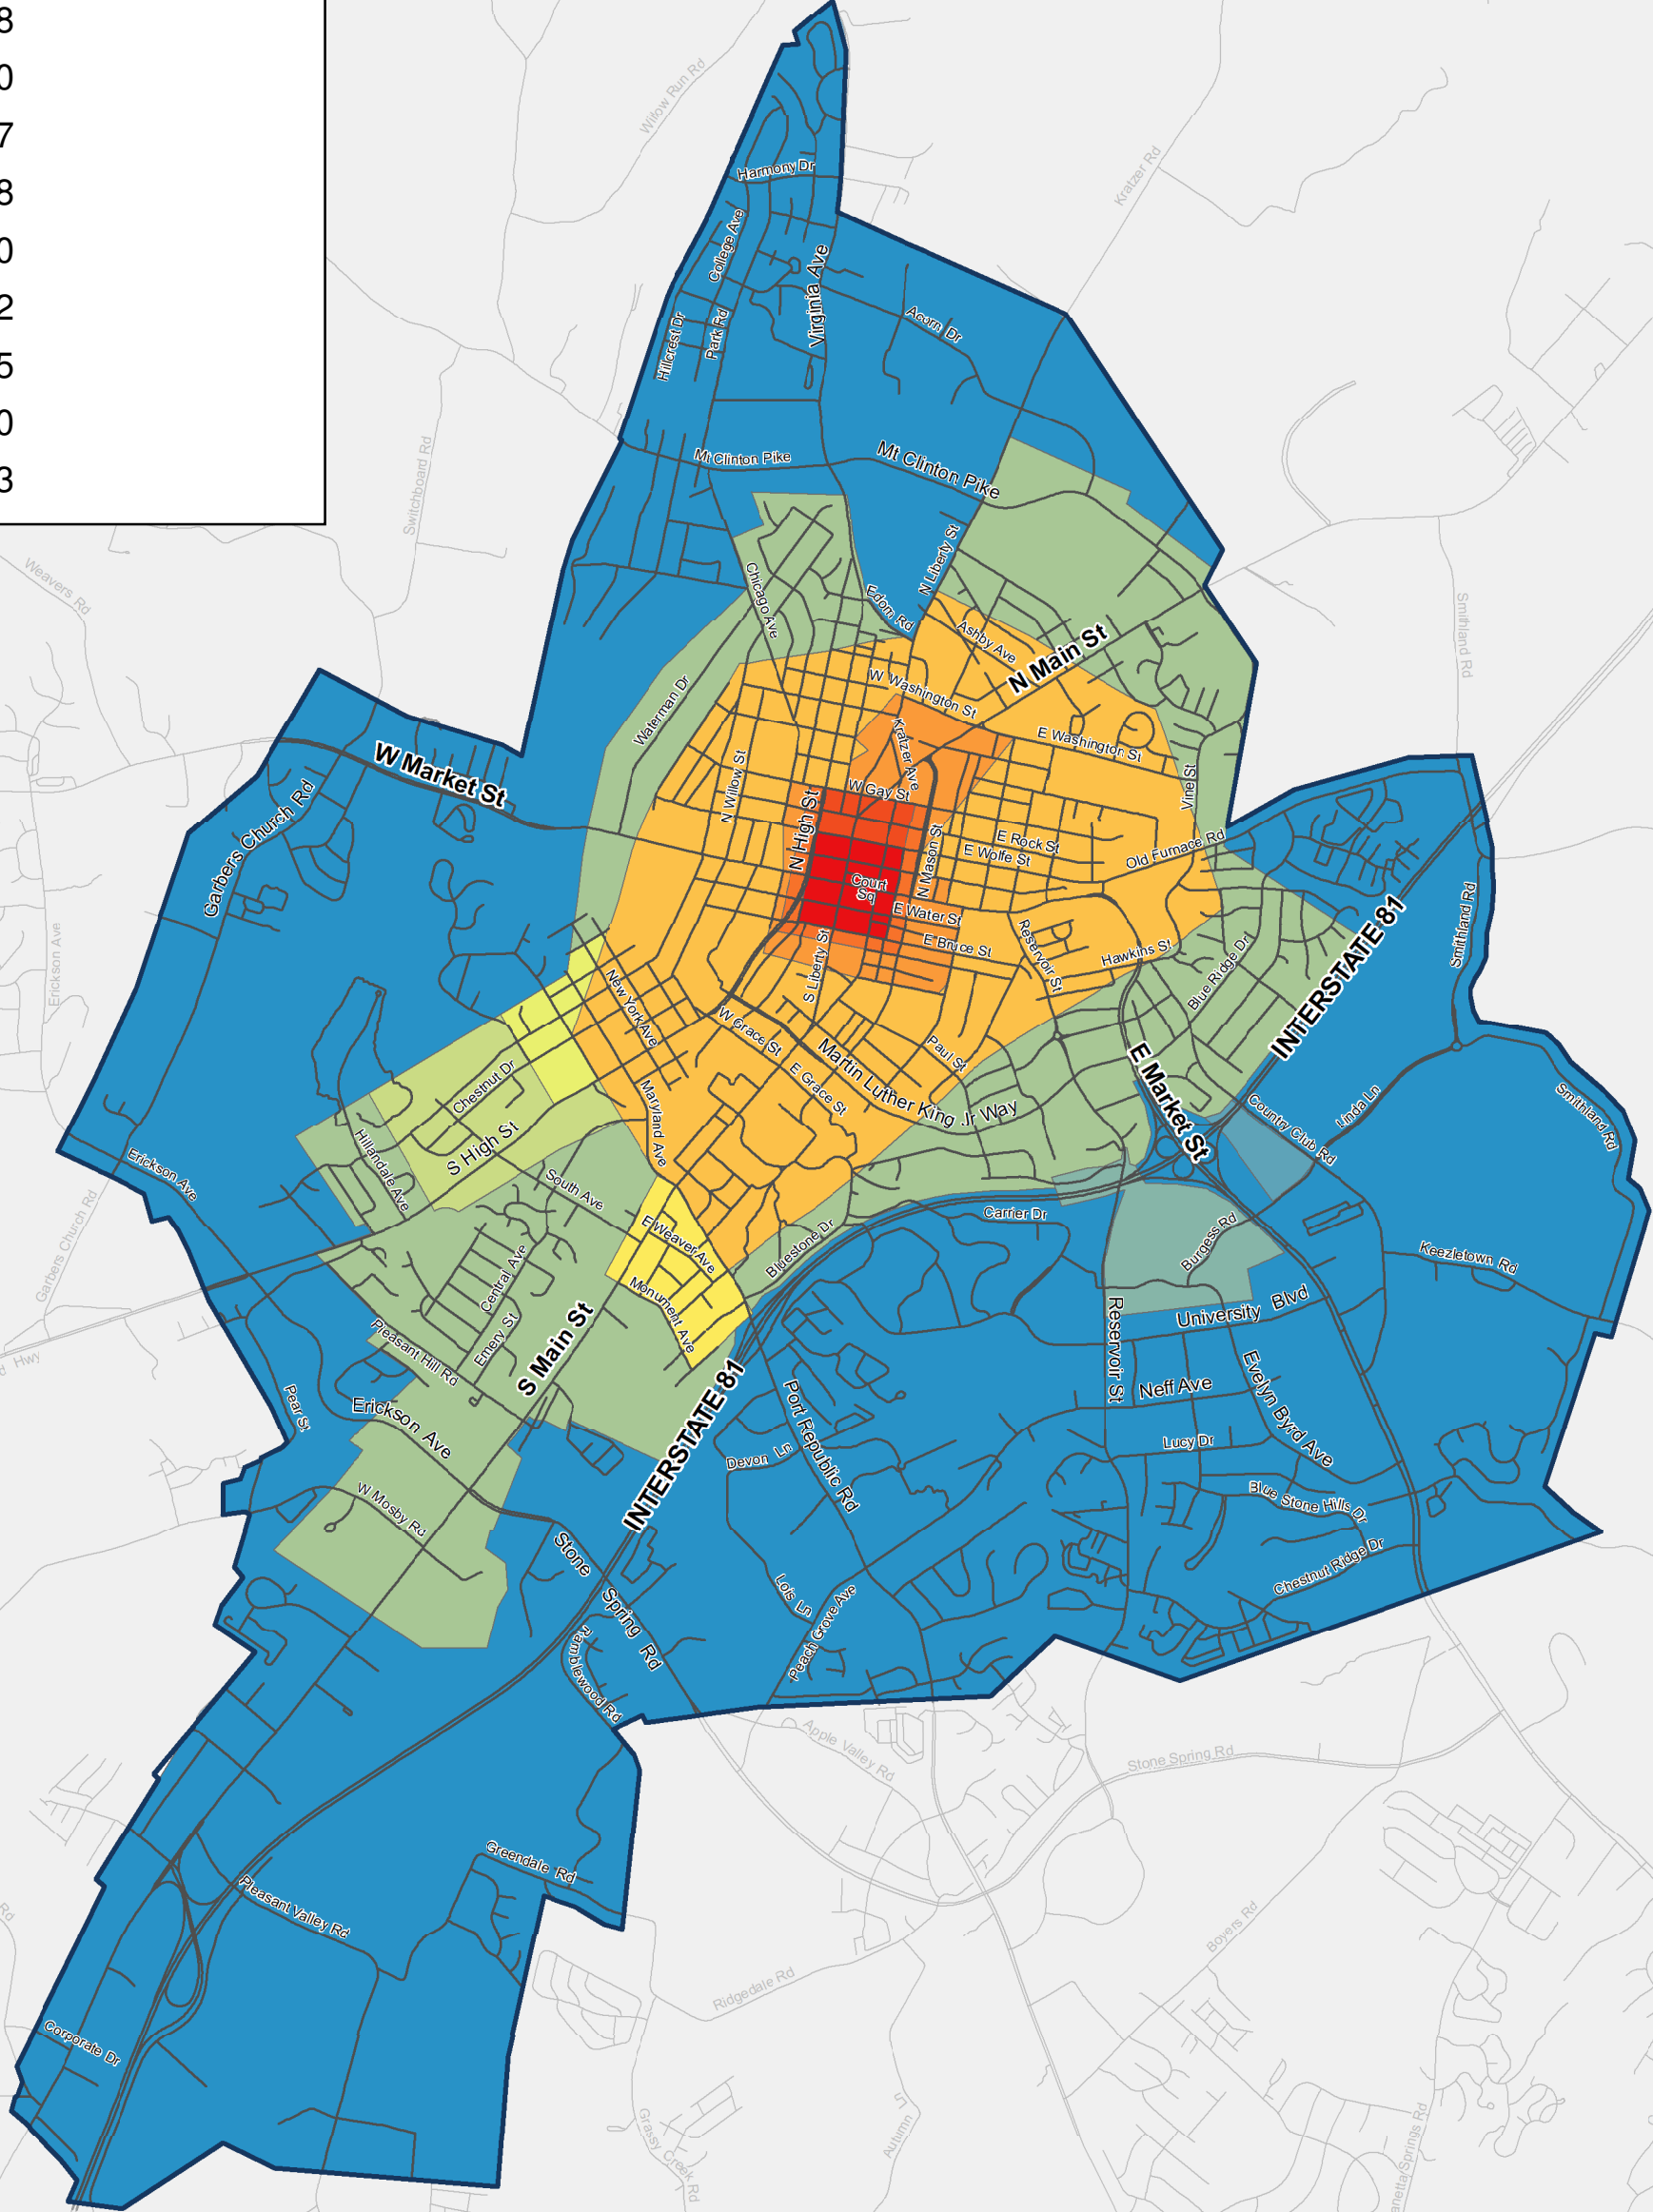 8
0
7
8
0
2
5
0
3
Willow Run Rd
Kratzer Rd
Harmony Dr
College Ave
Virginia Ave
Hillcrest Dr
Park Rd
Acorn Dr
Mt Clinton Pike
Mt Clinton Pike
Switchboard Rd
Weavers Rd
Smithland Rd
Chicago Ave
Edom Rd
N Liberty St
Ashby Ave
N Main St
Waterman Dr
W Washington St
E Washington St
Kratzer Ave
Vine St
W Market St
Garbers Church Rd
N Willow St
W Gay St
N High St
N Mason St
E Rock St
E Wolfe St
Old Furnace Rd
Court
Sq
E Water St
E Bruce St
Reservoir St
Hawkins St
Blue Ridge Dr
INTERSTATE 81
Smithland Rd
Erickson Ave
S Liberty St
New York Ave
W Grace St
E Grace St
Martin Luther King Jr Way
Paul St
E Market St
Country Club Rd
Linda Ln
Smithland Rd
Chestnut Dr
S High St
Maryland Ave
Hillandale Ave
South Ave
Erickson Ave
Garbers Church Rd
E Weaver Ave
Monument Ave
Bluestone Dr
Carrier Dr
Burgess Rd
Keezletown Rd
University Blvd
Reservoir St
Central Ave
Emery St
S Main St
Pleasant Hill Rd
d Hwy
Pear St
Erickson Ave
INTERSTATE 81
Port Republic Rd
Neff Ave
Evelyn Byrd Ave
Lucy Dr
Devon Ln
Blue Stone Hills Dr
Chestnut Ridge Dr
W Mosby Rd
Stone Spring Rd
Lois Ln
Peach Grove Ave
Ramblewood Rd
Apple Valley Rd
Stone Spring Rd
Greendale Rd
Pleasant Valley Rd
Rd
Boyers Rd
Ridgedale Rd
Corporate Dr
Grassy Creek Rd
Autumn
anetta Springs Rd